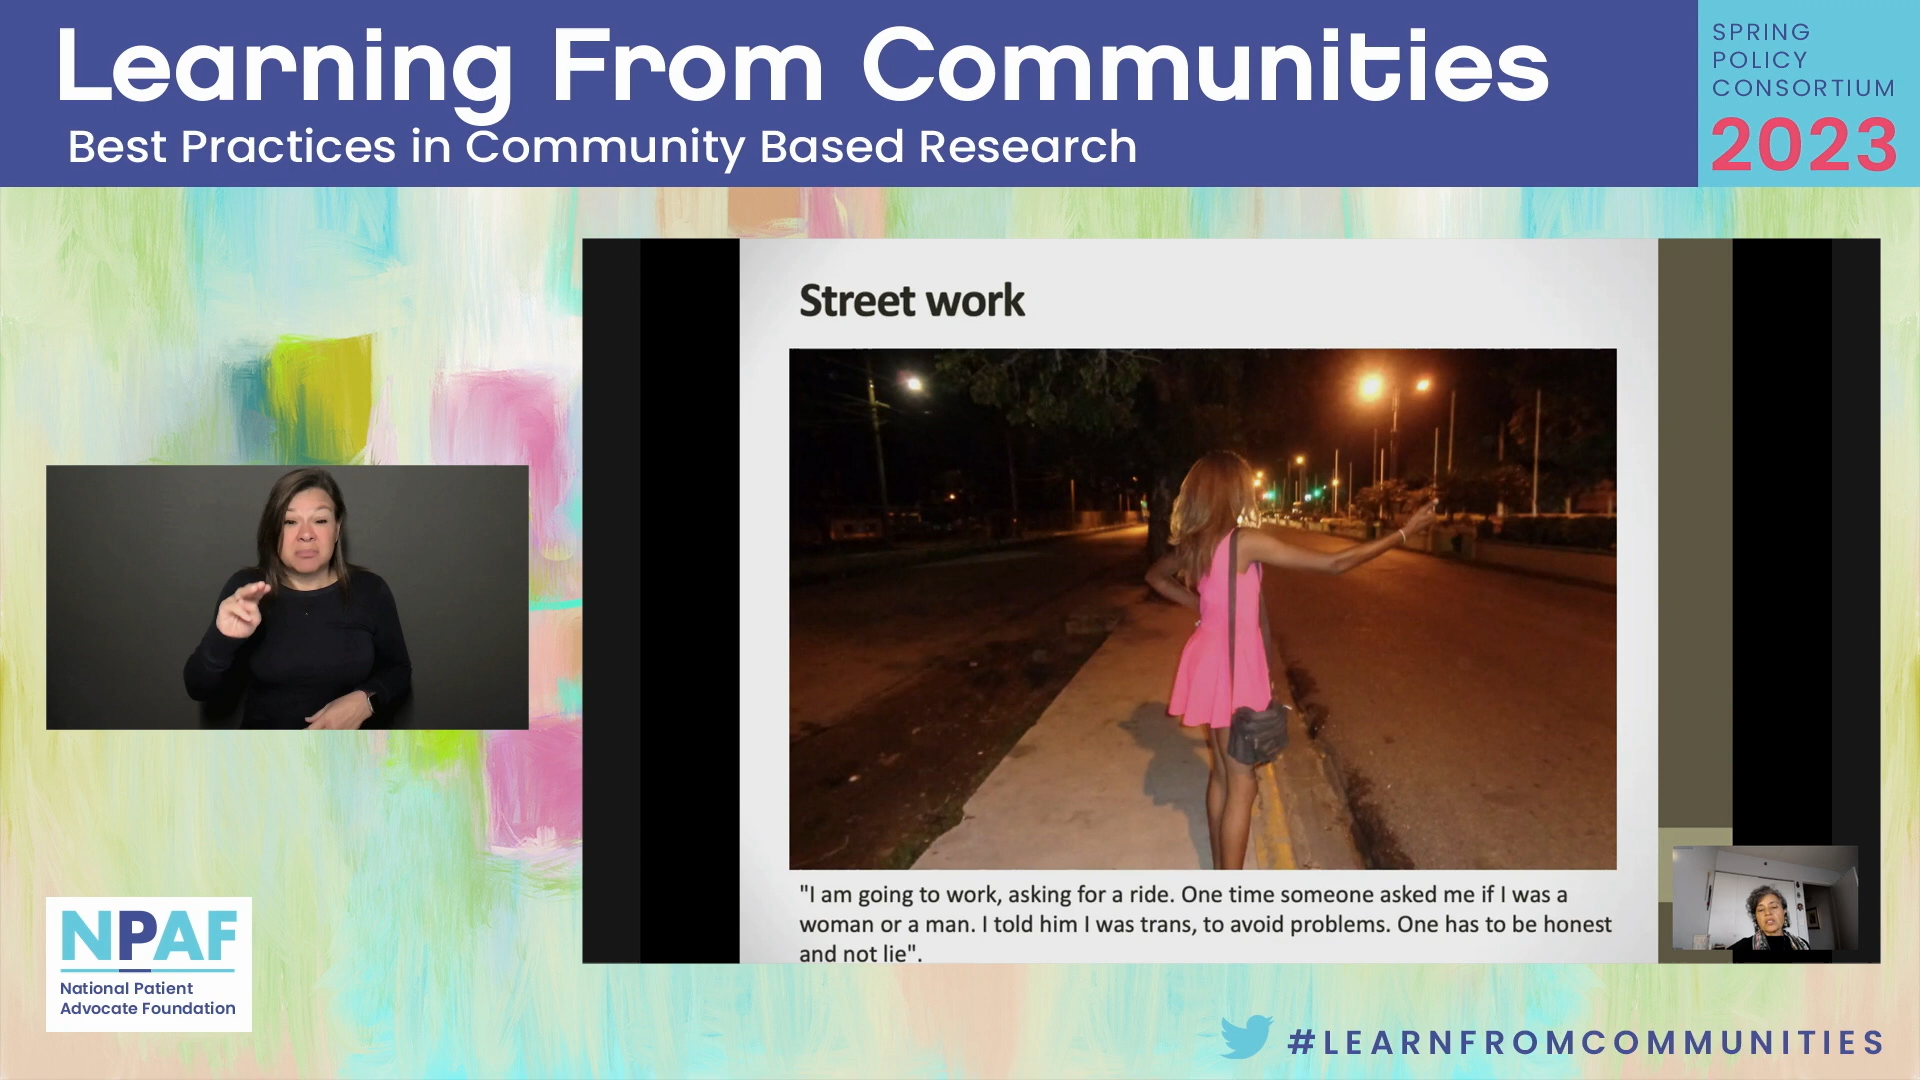 Learning From Communities
Best Practices in Community Based Research
SPRING
POLICY
CONSORTIUM
2023
Street work
"I am going to work, asking for a ride. One time someone asked me if I was a
woman or a man. I told him I was trans, to avoid problems. One has to be honest
and not lie".
NPAF
National Patient
Advocate Foundation
#LEARNFROMCOMMUNITIES